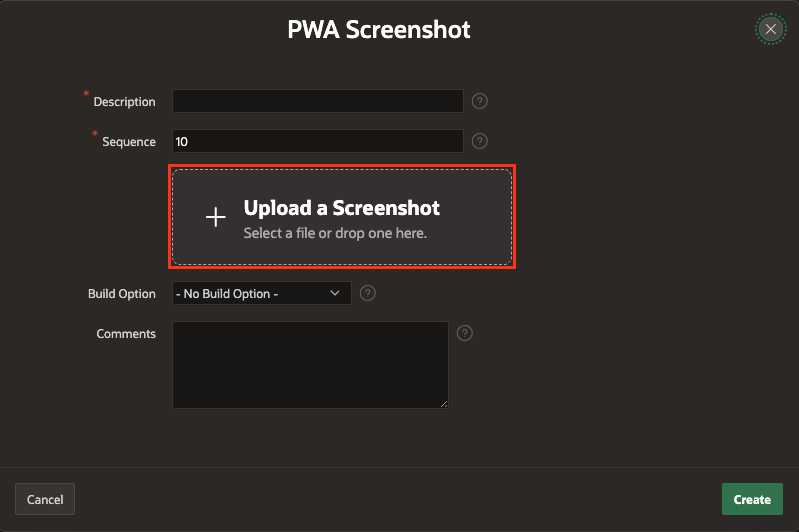 PWA Screenshot
* Description
?
* Sequence
10
?
Upload a Screenshot
Select a file or drop one here.
Build Option
- No Build Option -
?
Comments
?
Cancel
Create